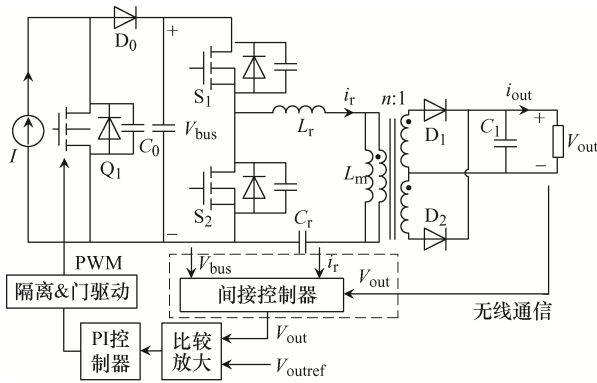 D0
S1
ir
n:1
iout
Lr
D1
C1
I
Q1
C0
Vbus
Lm
Vout
S2
D2
Cr
PWM
Vbus
ir
Vout
隔离&门驱动
间接控制器
无线通信
PI控
制器
比较
放大
Vout
Voutref
+
−
+
−